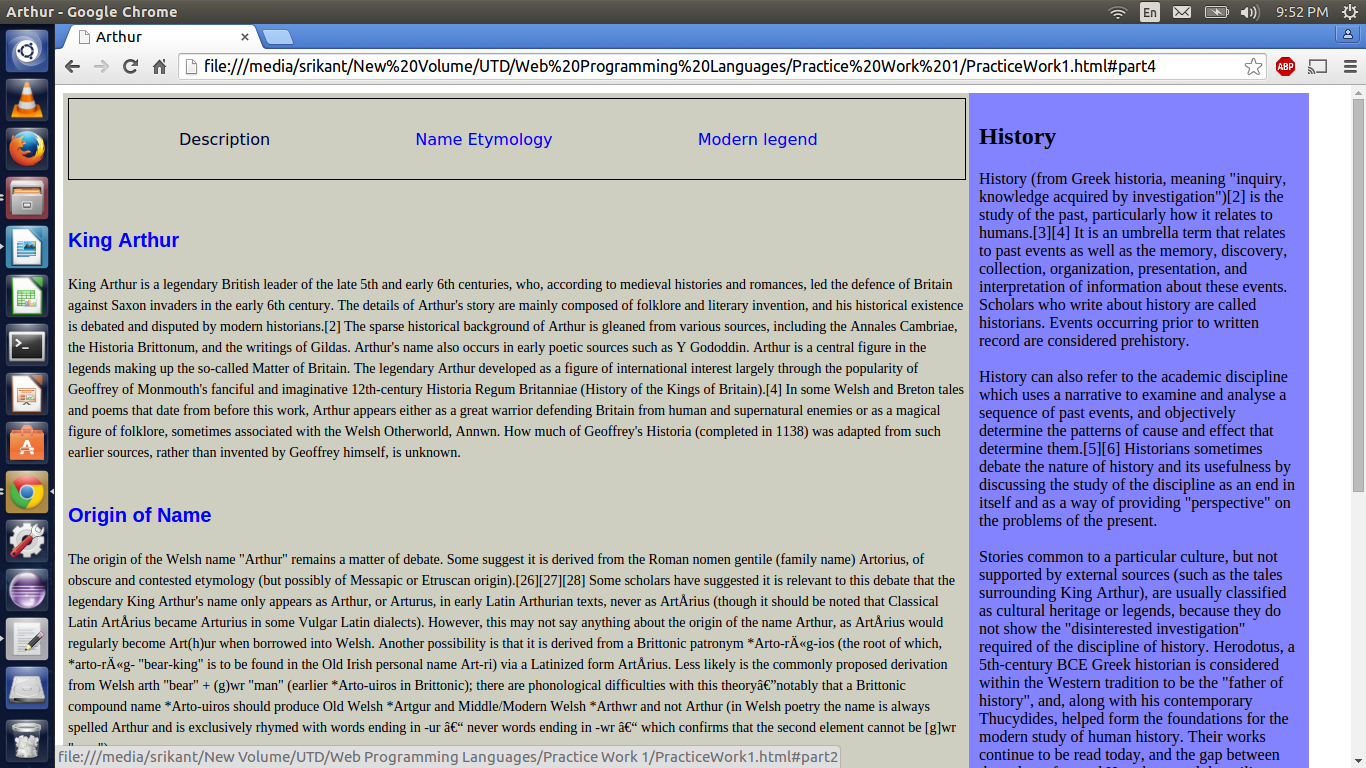 Arthur - Google Chrome
En
9:52 PM
Arthur
file:///media/srikant/New%20Volume/UTD/Web%20Programming%20Languages/Practice%20Work%201/PracticeWork1.html#part4
ABP
Description Name Etymology Modern legend
King Arthur
King Arthur is a legendary British leader of the late 5th and early 6th centuries, who, according to medieval histories and romances, led the defence of Britain
against Saxon invaders in the early 6th century. The details of Arthur's story are mainly composed of folklore and literary invention, and his historical existence
is debated and disputed by modern historians.[2] The sparse historical background of Arthur is gleaned from various sources, including the Annales Cambriae,
the Historia Brittonum, and the writings of Gildas. Arthur's name also occurs in early poetic sources such as Y Gododdin. Arthur is a central figure in the
legends making up the so-called Matter of Britain. The legendary Arthur developed as a figure of international interest largely through the popularity of
Geoffrey of Monmouth's fanciful and imaginative 12th-century Historia Regum Britanniae (History of the Kings of Britain).[4] In some Welsh and Breton tales
and poems that date from before this work, Arthur appears either as a great warrior defending Britain from human and supernatural enemies or as a magical
figure of folklore, sometimes associated with the Welsh Otherworld, Annwn. How much of Geoffrey's Historia (completed in 1138) was adapted from such
earlier sources, rather than invented by Geoffrey himself, is unknown.
Origin of Name
The origin of the Welsh name "Arthur" remains a matter of debate. Some suggest it is derived from the Roman nomen gentile (family name) Artorius, of
obscure and contested etymology (but possibly of Messapic or Etruscan origin).[26][27][28] Some scholars have suggested it is relevant to this debate that the
legendary King Arthur's name only appears as Arthur, or Arturus, in early Latin Arthurian texts, never as ArtÅrius (though it should be noted that Classical
Latin ArtÅrius became Arturius in some Vulgar Latin dialects). However, this may not say anything about the origin of the name Arthur, as ArtÅrius would
regularly become Art(h)ur when borrowed into Welsh. Another possibility is that it is derived from a Brittonic patronym *Arto-rÄ«g-ios (the root of which,
*arto-rÄ«g- "bear-king" is to be found in the Old Irish personal name Art-ri) via a Latinized form ArtÅrius. Less likely is the commonly proposed derivation
from Welsh arth "bear" + (g)wr "man" (earlier *Arto-uiros in Brittonic); there are phonological difficulties with this theoryâ€”notably that a Brittonic
compound name *Arto-uiros should produce Old Welsh *Artgur and Middle/Modern Welsh *Arthwr and not Arthur (in Welsh poetry the name is always
spelled Arthur and is exclusively rhymed with words ending in -ur â€“ never words ending in -wr â€“ which confirms that the second element cannot be [g]wr
file:///media/srikant/New Volume/UTD/Web Programming Languages/Practice Work 1/PracticeWork1.html#part2
History
History (from Greek historia, meaning "inquiry,
knowledge acquired by investigation")[2] is the
study of the past, particularly how it relates to
humans.[3][4] It is an umbrella term that relates
to past events as well as the memory, discovery,
collection, organization, presentation, and
interpretation of information about these events.
Scholars who write about history are called
historians. Events occurring prior to written
record are considered prehistory.
History can also refer to the academic discipline
which uses a narrative to examine and analyse a
sequence of past events, and objectively
determine the patterns of cause and effect that
determine them.[5][6] Historians sometimes
debate the nature of history and its usefulness by
discussing the study of the discipline as an end in
itself and as a way of providing "perspective" on
the problems of the present.
Stories common to a particular culture, but not
supported by external sources (such as the tales
surrounding King Arthur), are usually classified
as cultural heritage or legends, because they do
not show the "disinterested investigation"
required of the discipline of history. Herodotus, a
5th-century BCE Greek historian is considered
within the Western tradition to be the "father of
history", and, along with his contemporary
Thucydides, helped form the foundations for the
modern study of human history. Their works
continue to be read today, and the gap between